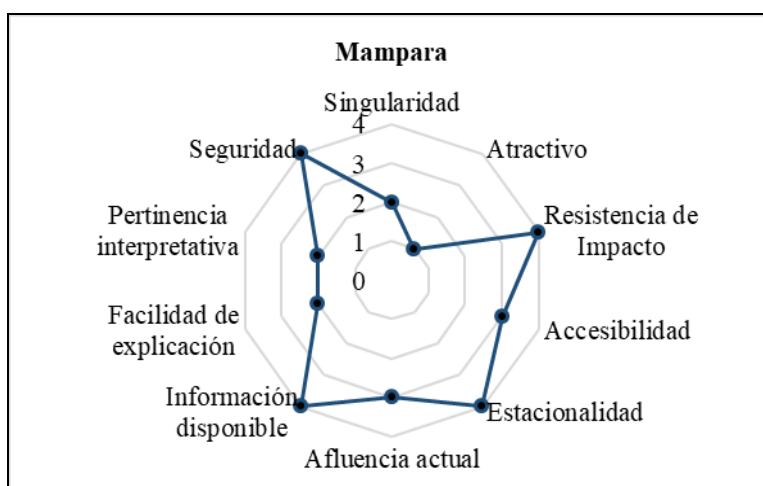 Mampara
Singularidad
Atractivo
Resistencia de
Impacto
Accesibilidad
Estacionalidad
Afluencia actual
Información
disponible
Facilidad de
explicación
Pertinencia
interpretativa
Seguridad
4
3
2
1
0